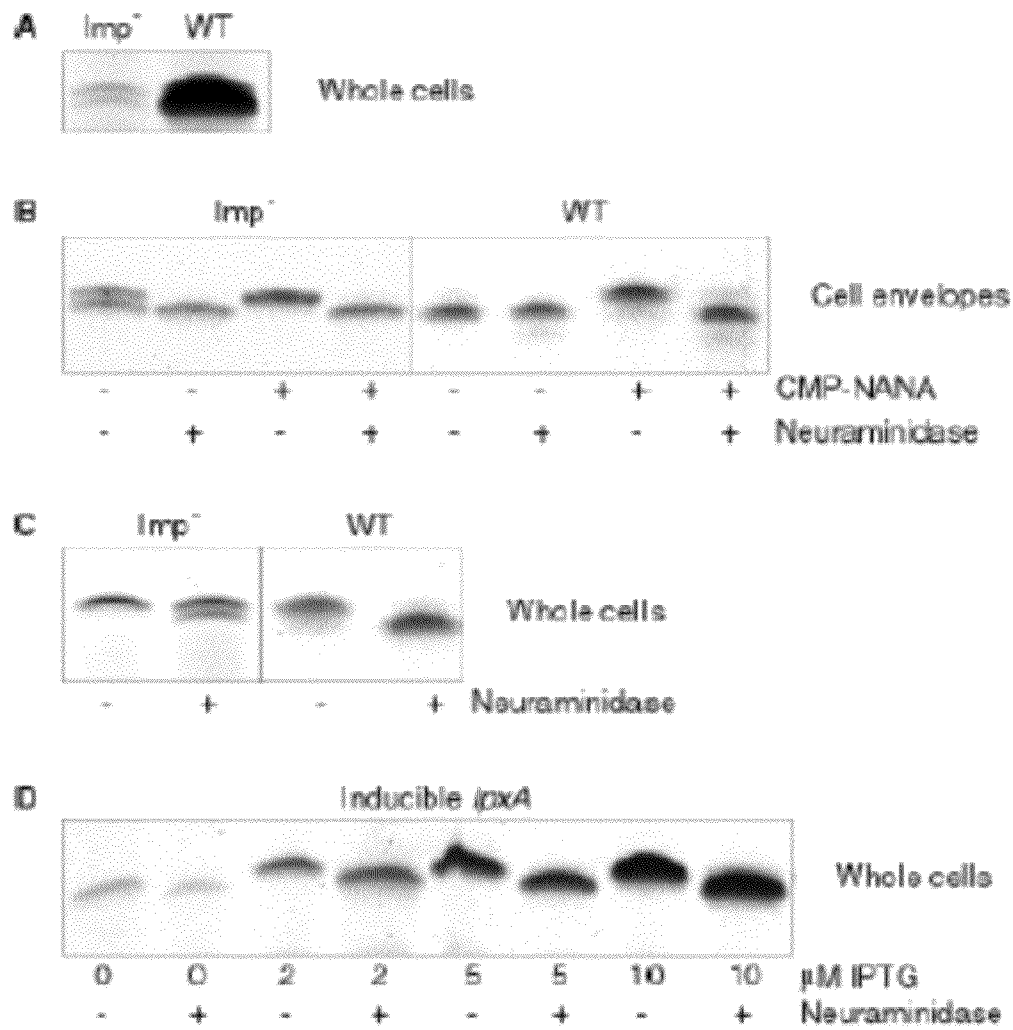 A Imp⁻ WT
Whole cells
B Imp⁻ WT
Cell envelopes
- - + + - - + + CMP-NANA
- + - + - + - + Neuraminidase
C Imp⁻ WT
Whole cells
- + - + Neuraminidase
D Inducible lpxA
Whole cells
0 0 2 2 5 5 10 10 µM IPTG
- + - + - + - + Neuraminidase